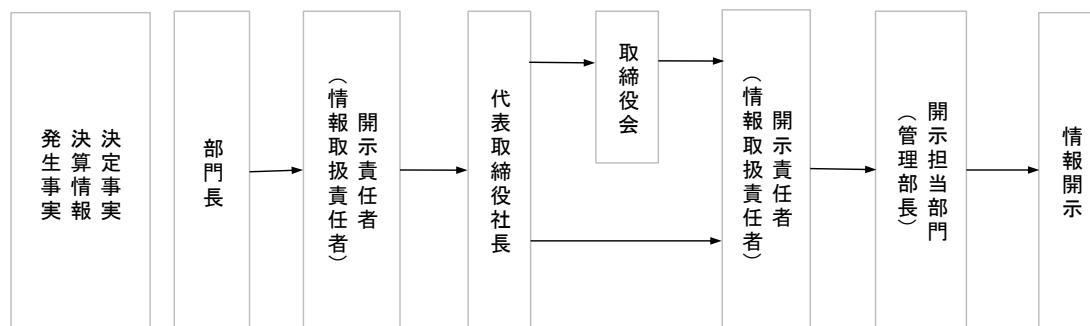 決定事実
決算情報
発生事実
部門長
開示責任者
（情報取扱責任者）
代表取締役社長
取締役会
開示責任者
（情報取扱責任者）
開示担当部門
（管理部長）
情報開示